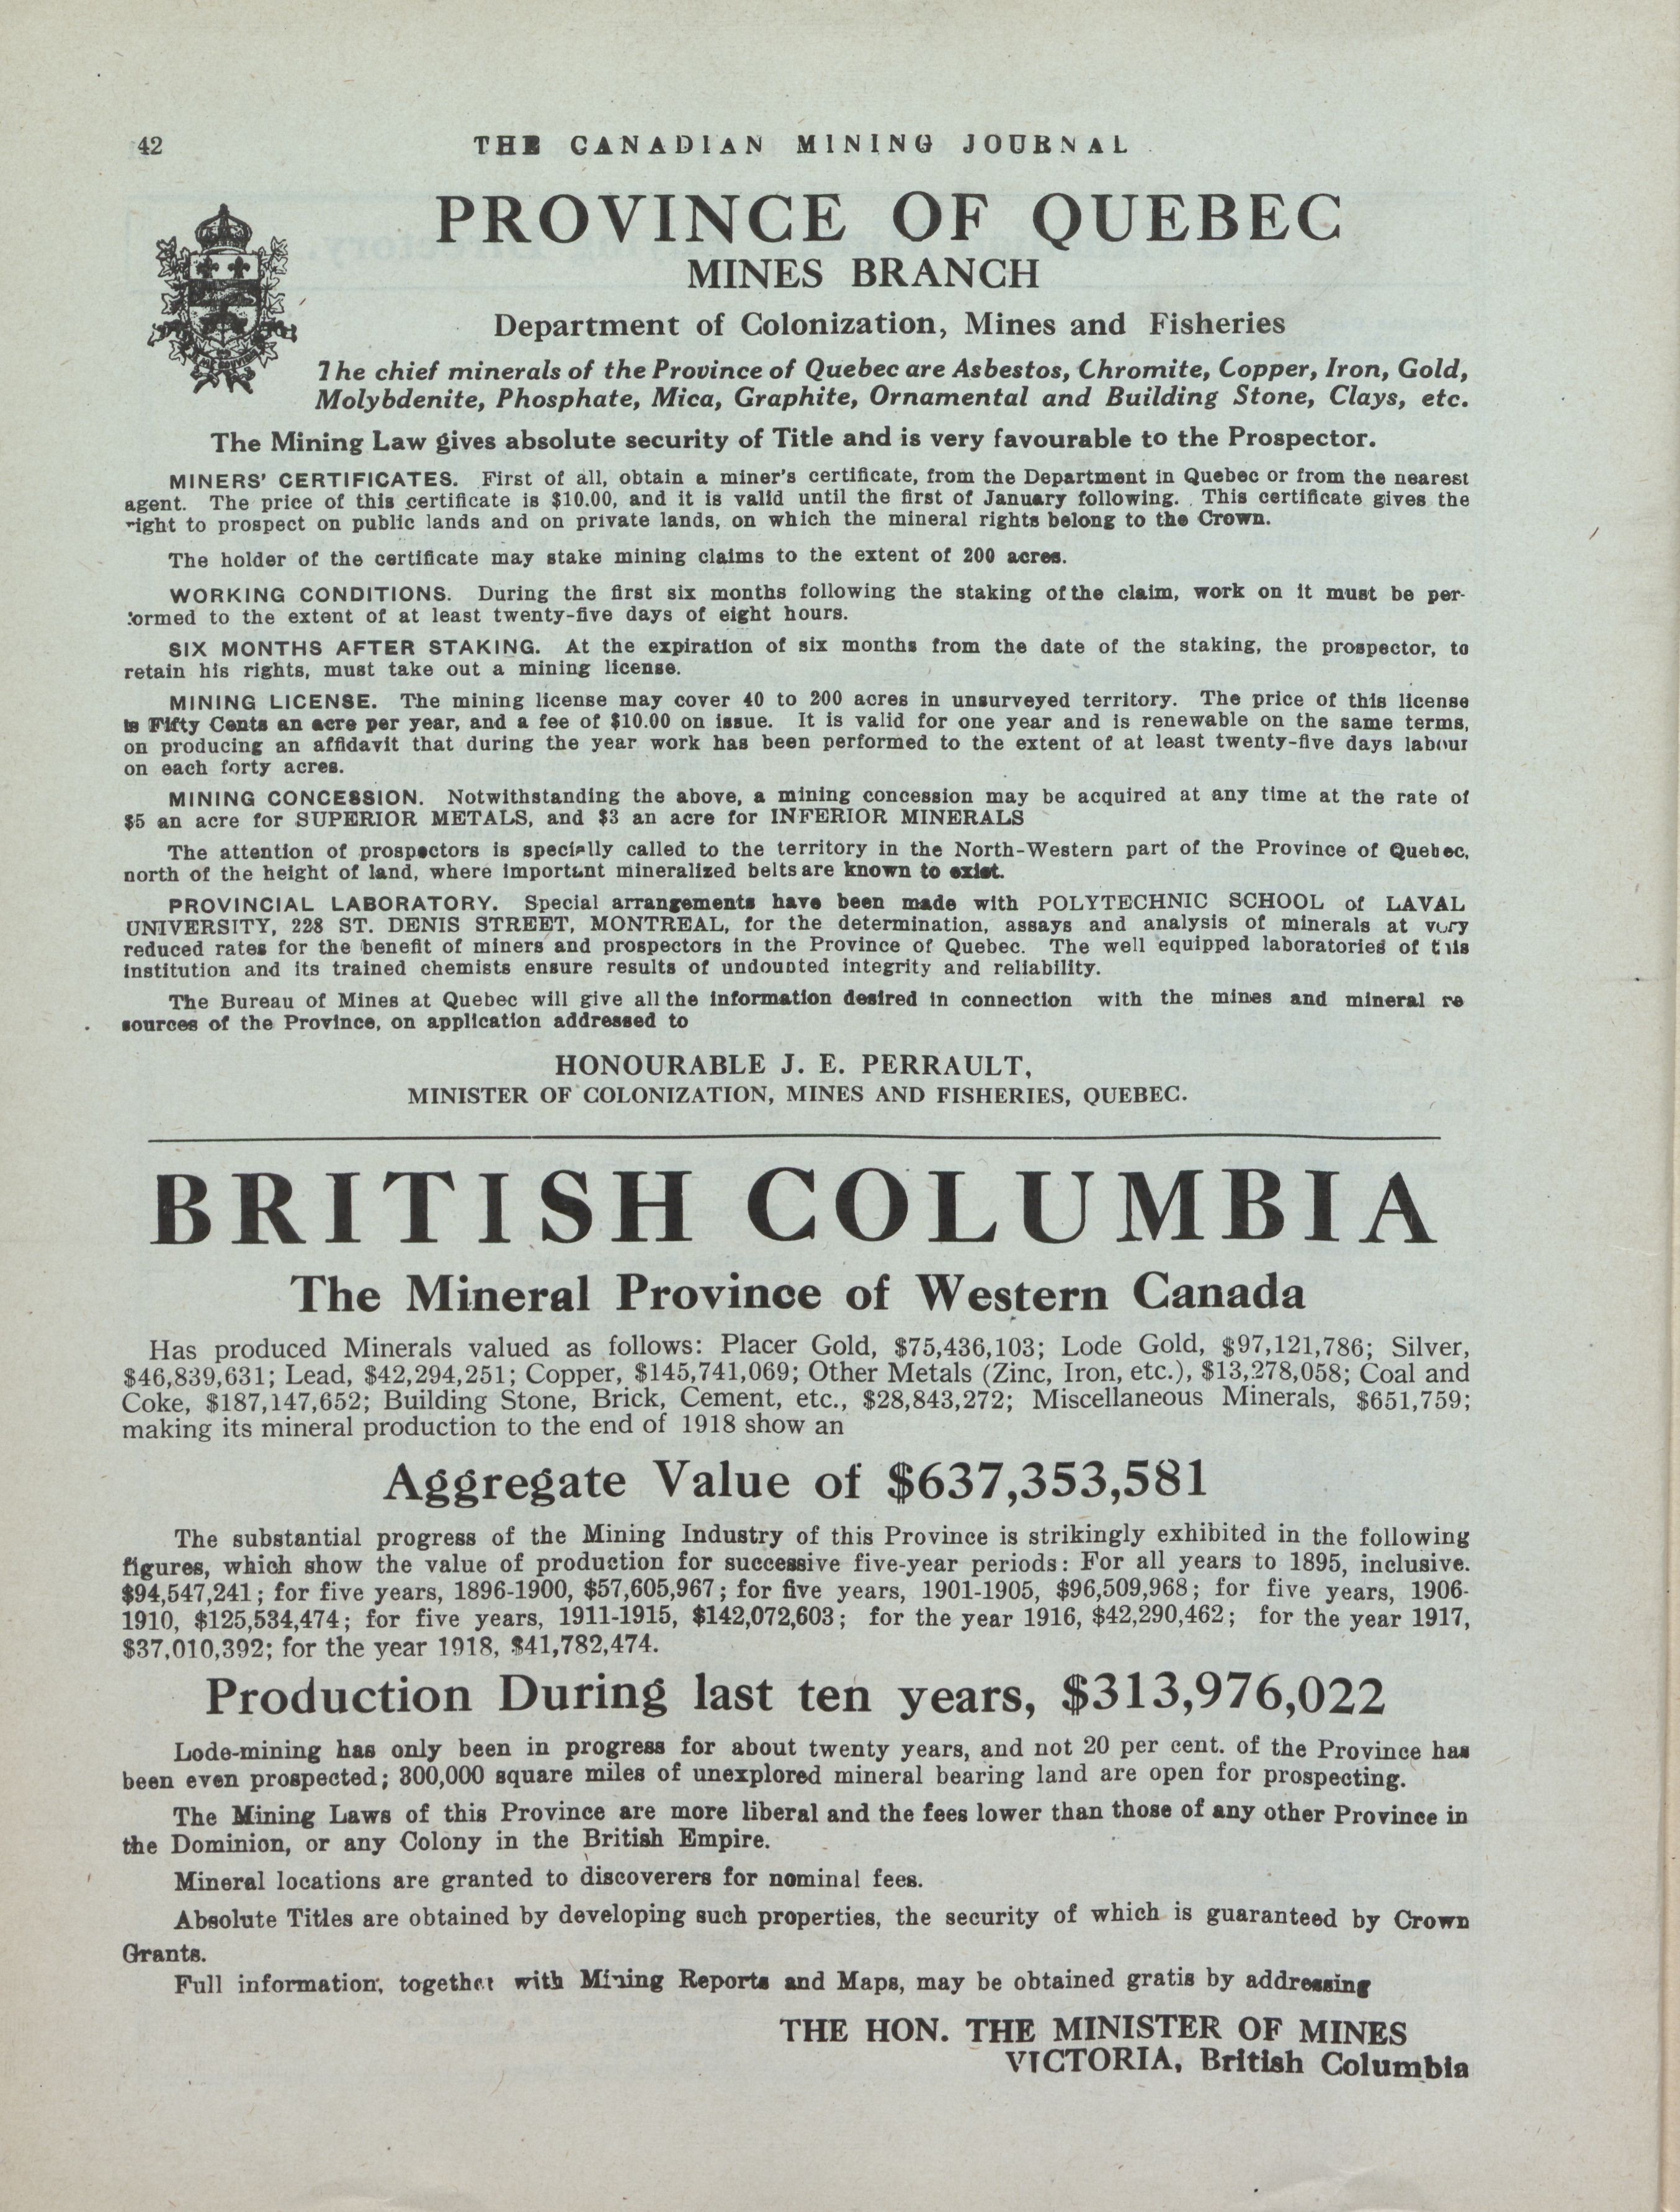 42
THE CANADIAN MINING JOURNAL
PROVINCE OF QUEBEC
MINES BRANCH
Department of Colonization, Mines and Fisheries
The chief minerals of the Province of Quebec are Asbestos, Chromite, Copper, Iron, Gold,
Molybdenite, Phosphate, Mica, Graphite, Ornamental and Building Stone, Clays, etc.
The Mining Law gives absolute security of Title and is very favourable to the Prospector.
MINERS' CERTIFICATES. First of all, obtain a miner's certificate, from the Department in Quebec or from the nearest
agent. The price of this certificate is $10.00, and it is valid until the first of January following. This certificate gives the
right to prospect on public lands and on private lands, on which the mineral rights belong to the Crown.
The holder of the certificate may stake mining claims to the extent of 200 acres.
WORKING CONDITIONS. During the first six months following the staking of the claim, work on it must be per-
formed to the extent of at least twenty-five days of eight hours.
SIX MONTHS AFTER STAKING. At the expiration of six months from the date of the staking, the prospector, to
retain his rights, must take out a mining license.
MINING LICENSE. The mining license may cover 40 to 200 acres in unsurveyed territory. The price of this license
is Fifty Cents an acre per year, and a fee of $10.00 on issue. It is valid for one year and is renewable on the same terms,
on producing an affidavit that during the year work has been performed to the extent of at least twenty-five days labour
on each forty acres.
MINING CONCESSION. Notwithstanding the above, a mining concession may be acquired at any time at the rate of
$5 an acre for SUPERIOR METALS, and $3 an acre for INFERIOR MINERALS
The attention of prospectors is specially called to the territory in the North-Western part of the Province of Quebec,
north of the height of land, where important mineralized belts are known to exist.
PROVINCIAL LABORATORY. Special arrangements have been made with POLYTECHNIC SCHOOL of LAVAL
UNIVERSITY, 228 ST. DENIS STREET, MONTREAL, for the determination, assays and analysis of minerals at very
reduced rates for the benefit of miners and prospectors in the Province of Quebec. The well equipped laboratories of this
institution and its trained chemists ensure results of undoubted integrity and reliability.
The Bureau of Mines at Quebec will give all the information desired in connection with the mines and mineral re
sources of the Province, on application addressed to
HONOURABLE J. E. PERRAULT,
MINISTER OF COLONIZATION, MINES AND FISHERIES, QUEBEC.
BRITISH COLUMBIA
The Mineral Province of Western Canada
Has produced Minerals valued as follows: Placer Gold, $75,436,103; Lode Gold, $97,121,786; Silver,
$46,839,631; Lead, $42,294,251; Copper, $145,741,069; Other Metals (Zinc, Iron, etc.), $13,278,058; Coal and
Coke, $187,147,652; Building Stone, Brick, Cement, etc., $28,843,272; Miscellaneous Minerals, $651,759;
making its mineral production to the end of 1918 show an
Aggregate Value of $637,353,581
The substantial progress of the Mining Industry of this Province is strikingly exhibited in the following
figures, which show the value of production for successive five-year periods: For all years to 1895, inclusive.
$94,547,241; for five years, 1896-1900, $57,605,967; for five years, 1901-1905, $96,509,968; for five years, 1906-
1910, $125,534,474; for five years, 1911-1915, $142,072,603; for the year 1916, $42,290,462; for the year 1917,
$37,010,392; for the year 1918, $41,782,474.
Production During last ten years, $313,976,022
Lode-mining has only been in progress for about twenty years, and not 20 per cent. of the Province has
been even prospected; 300,000 square miles of unexplored mineral bearing land are open for prospecting.
The Mining Laws of this Province are more liberal and the fees lower than those of any other Province in
the Dominion, or any Colony in the British Empire.
Mineral locations are granted to discoverers for nominal fees.
Absolute Titles are obtained by developing such properties, the security of which is guaranteed by Crown
Grants.
Full information, together with Mining Reports and Maps, may be obtained gratis by addressing
THE HON. THE MINISTER OF MINES
VICTORIA, British Columbia